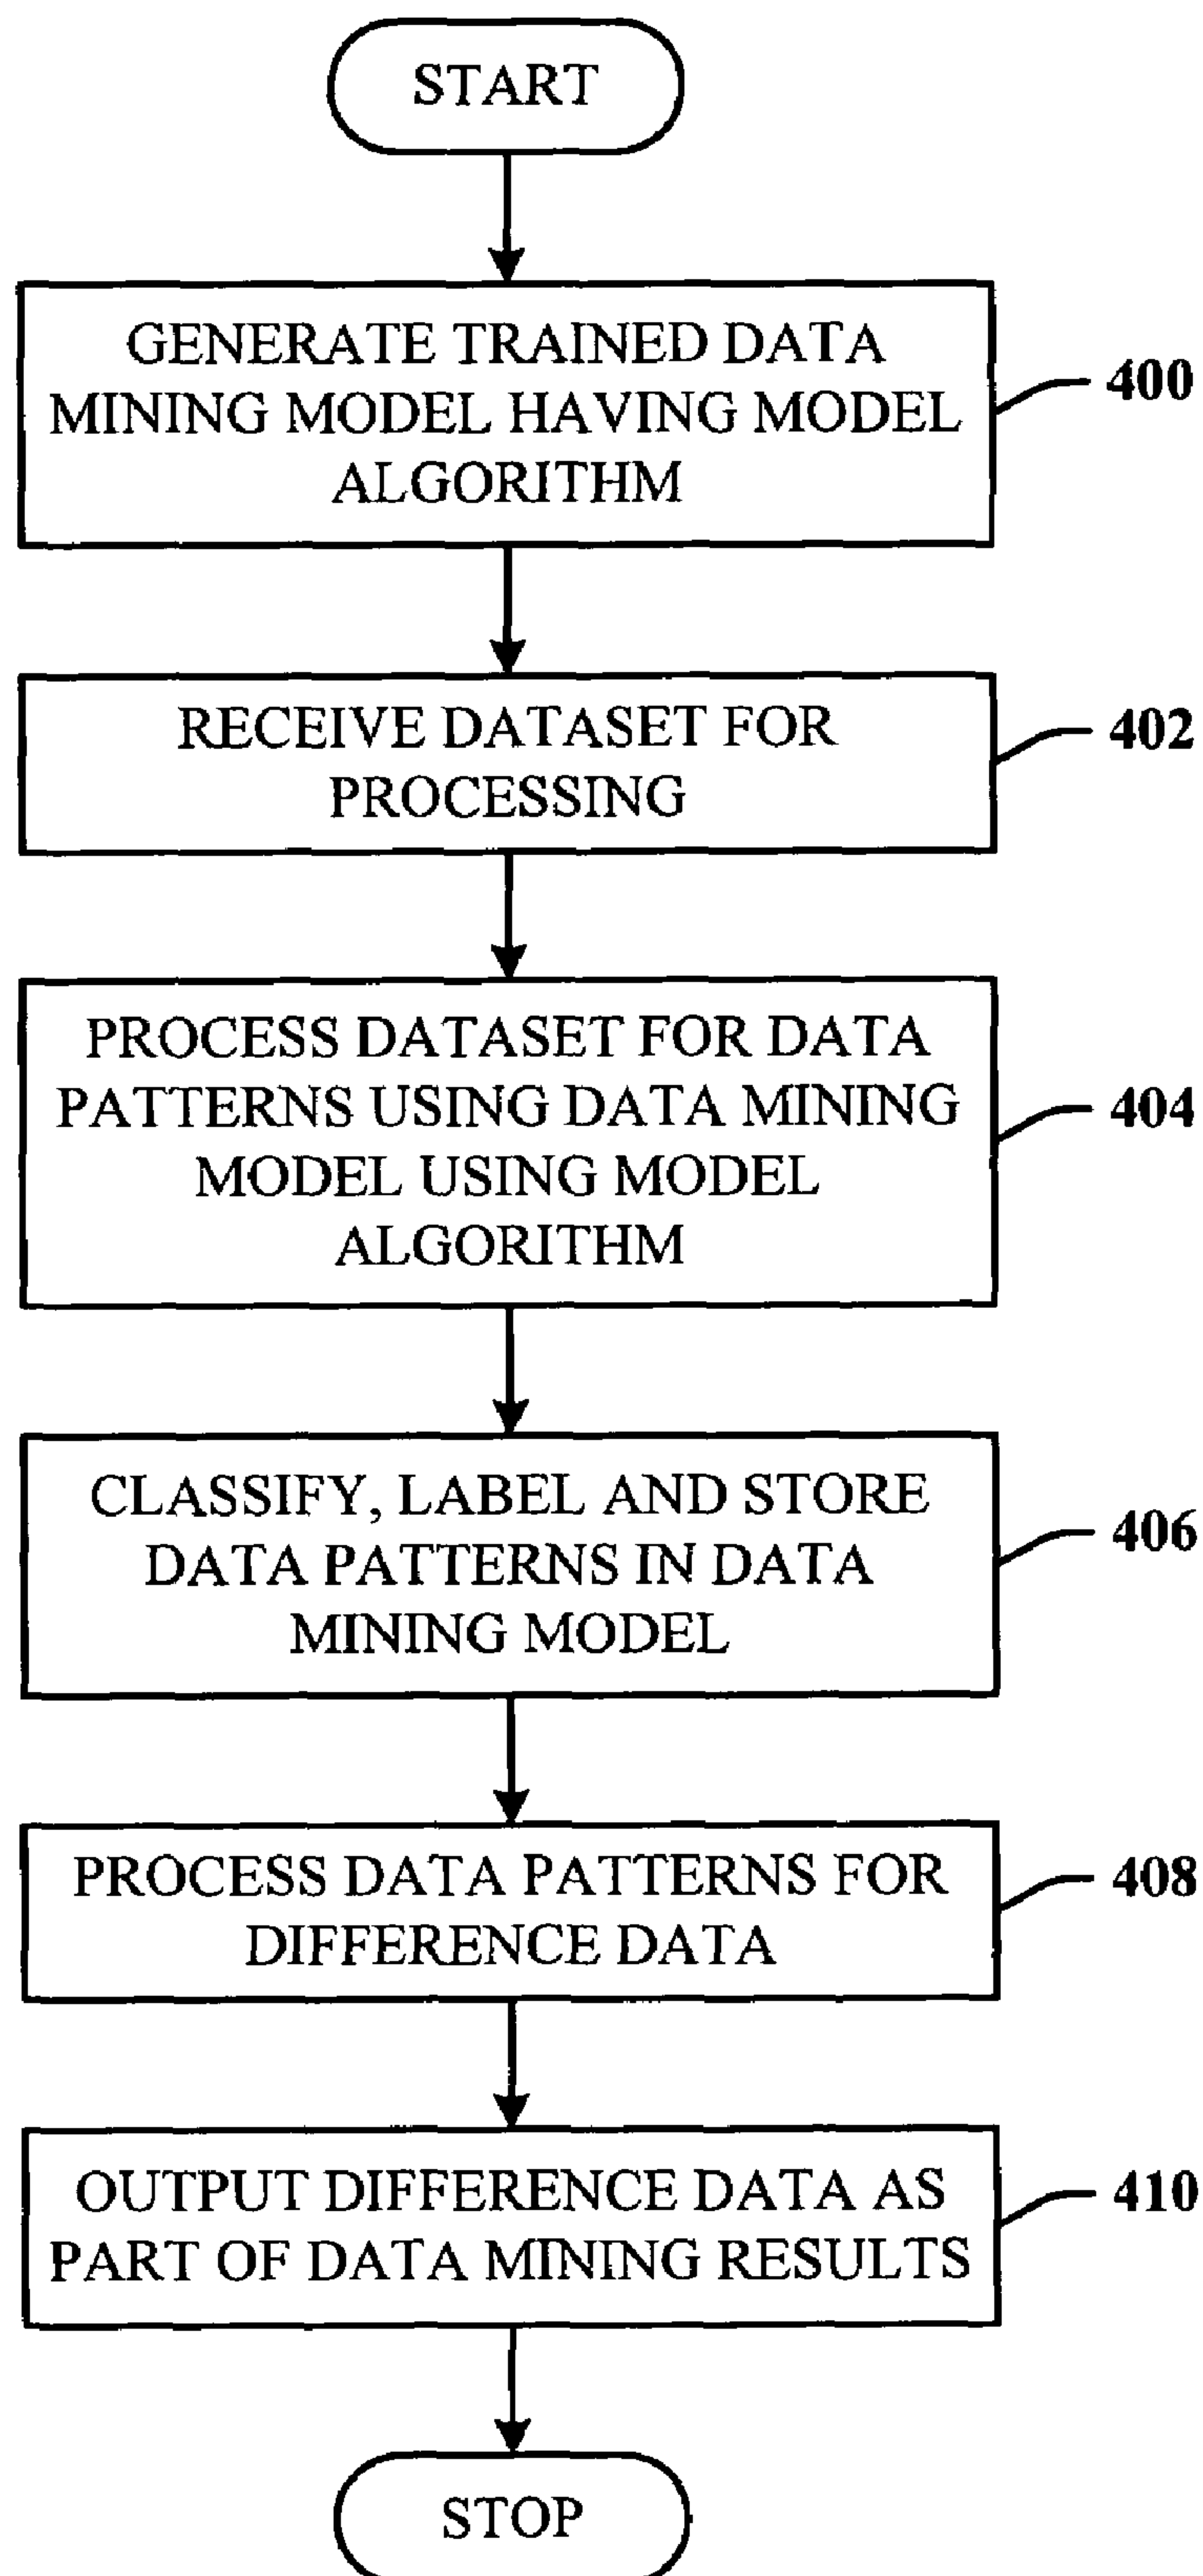 START
GENERATE TRAINED DATA
MINING MODEL HAVING MODEL
ALGORITHM
400
RECEIVE DATASET FOR
PROCESSING
402
PROCESS DATASET FOR DATA
PATTERNS USING DATA MINING
MODEL USING MODEL
ALGORITHM
404
CLASSIFY, LABEL AND STORE
DATA PATTERNS IN DATA
MINING MODEL
406
PROCESS DATA PATTERNS FOR
DIFFERENCE DATA
408
OUTPUT DIFFERENCE DATA AS
PART OF DATA MINING RESULTS
410
STOP